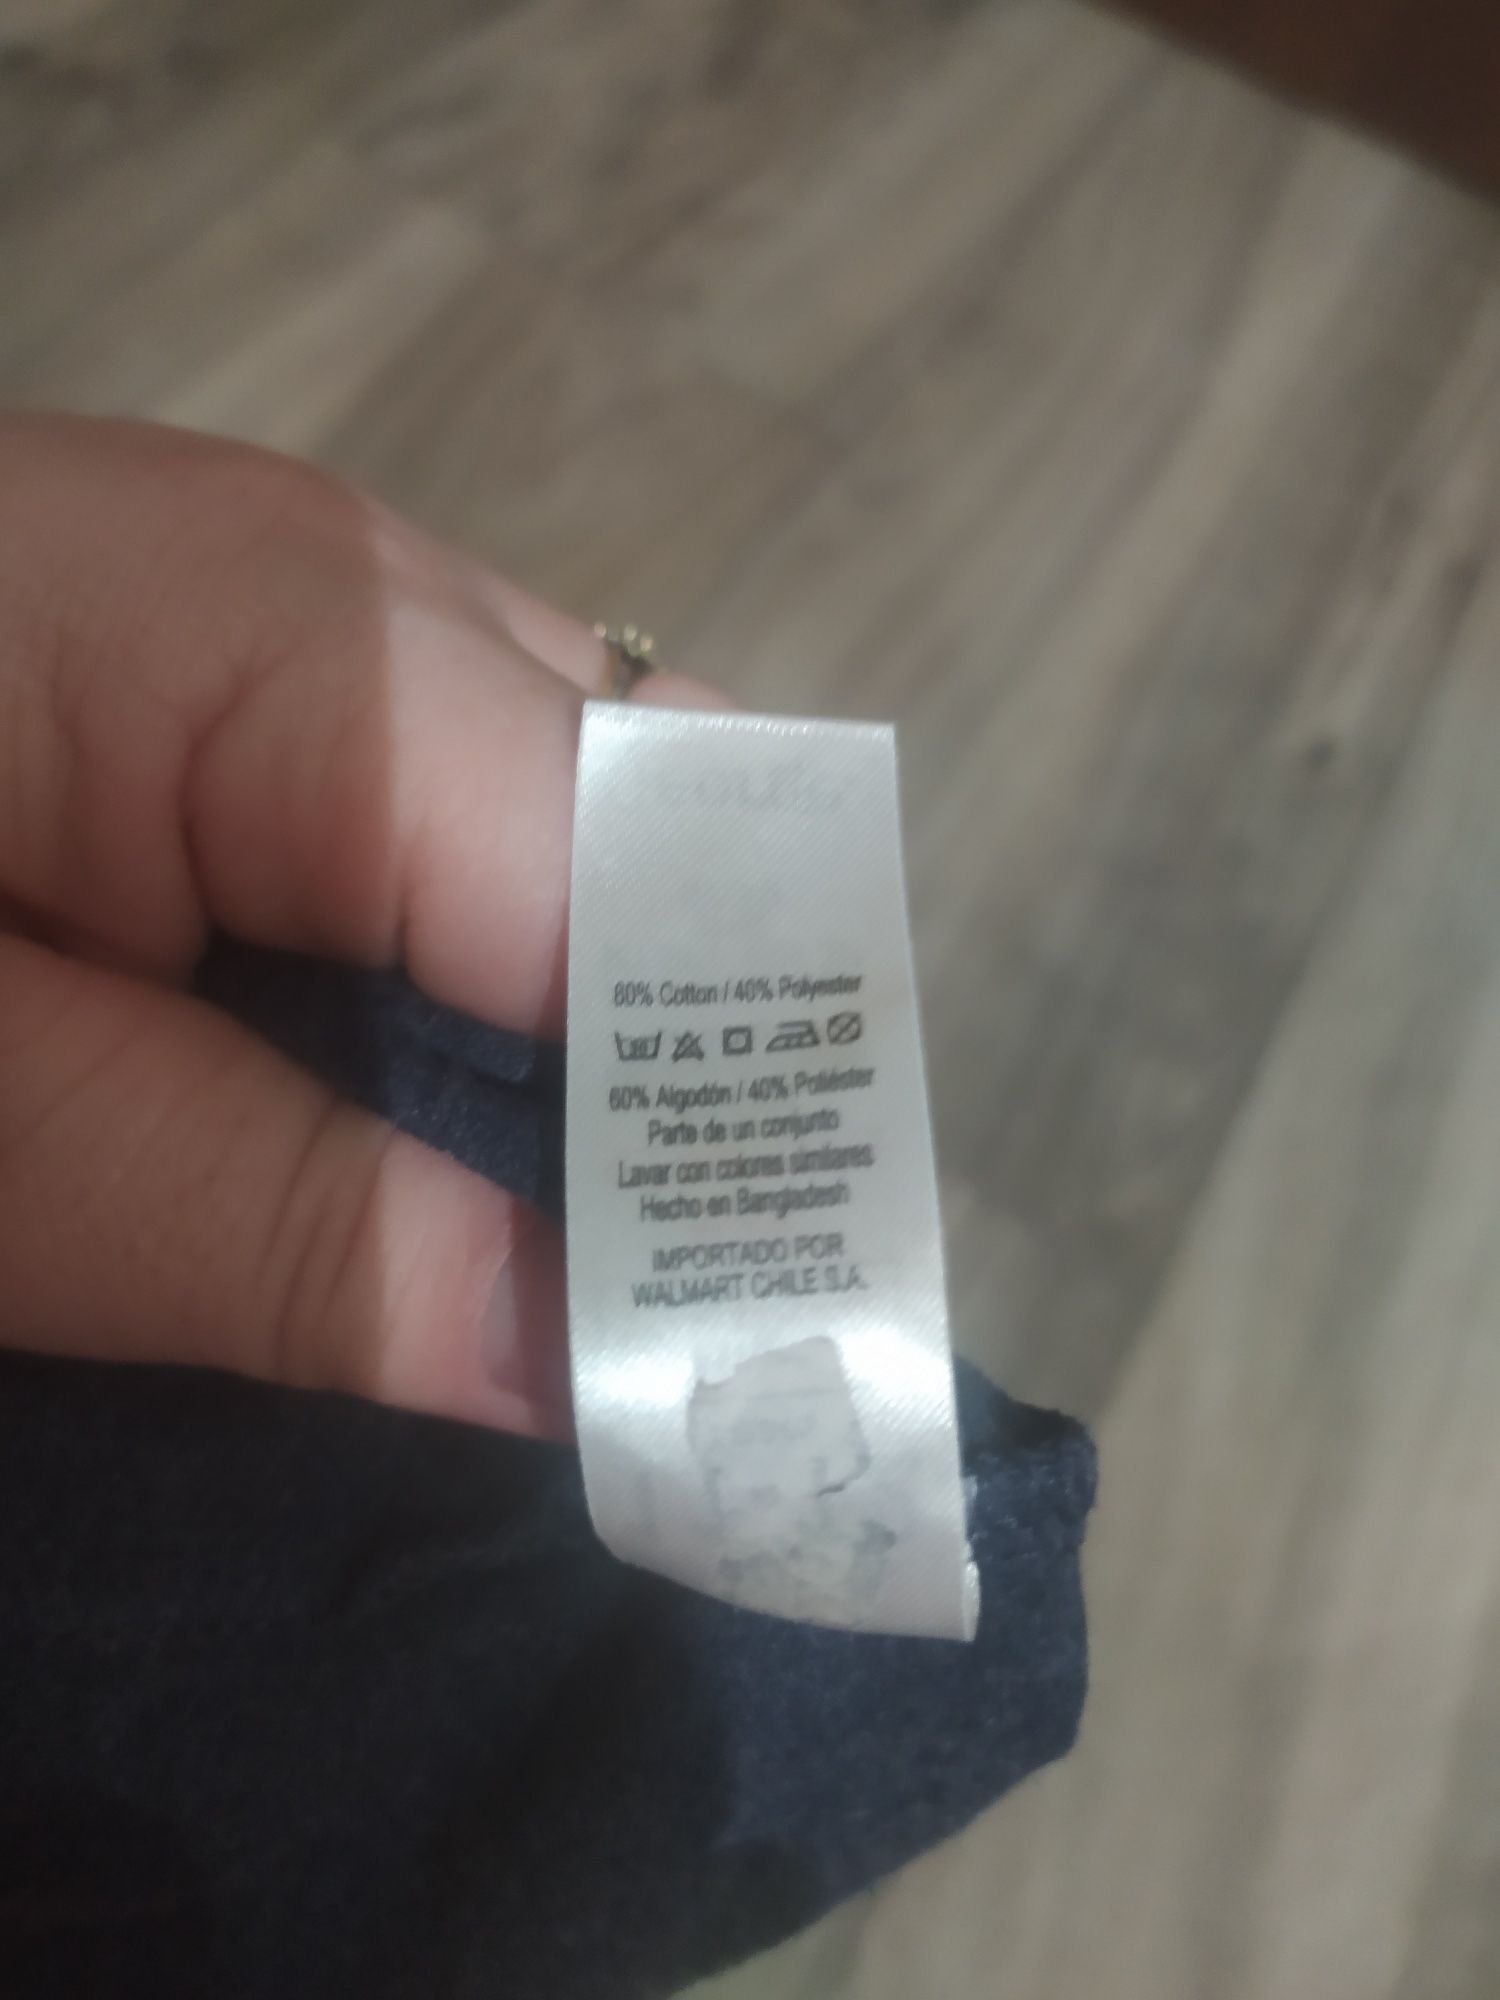 60% Cotton / 40% Polyester
60% Algodón / 40% Poliéster
Parte de un conjunto
Lavar con colores similares
Hecho en Bangladesh
IMPORTADO POR
WALMART CHILE S.A.